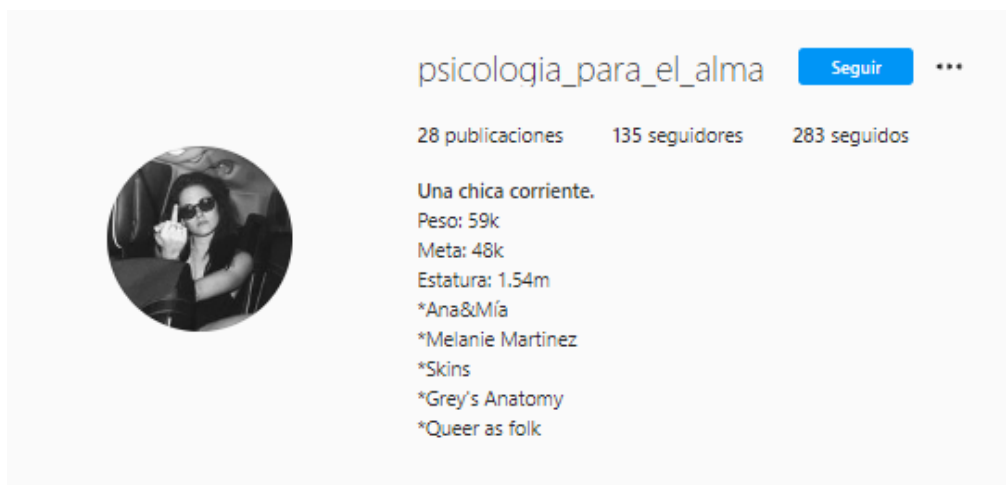 psicologia_para_el_alma Seguir
28 publicaciones 135 seguidores 283 seguidos
Una chica corriente.
Peso: 59k
Meta: 48k
Estatura: 1.54m
*Ana&Mía
*Melanie Martinez
*Skins
*Grey's Anatomy
*Queer as folk